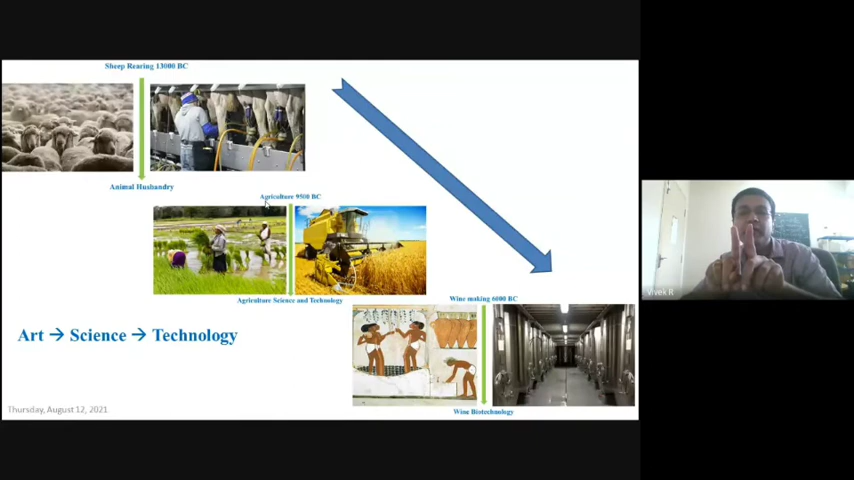 Sheep Rearing 13000 BC
Animal Husbandry
Agriculture 9500 BC
Agriculture Science and Technology
Wine making 6000 BC
Art → Science → Technology
Wine Biotechnology
Thursday, August 12, 2021
Vivek R